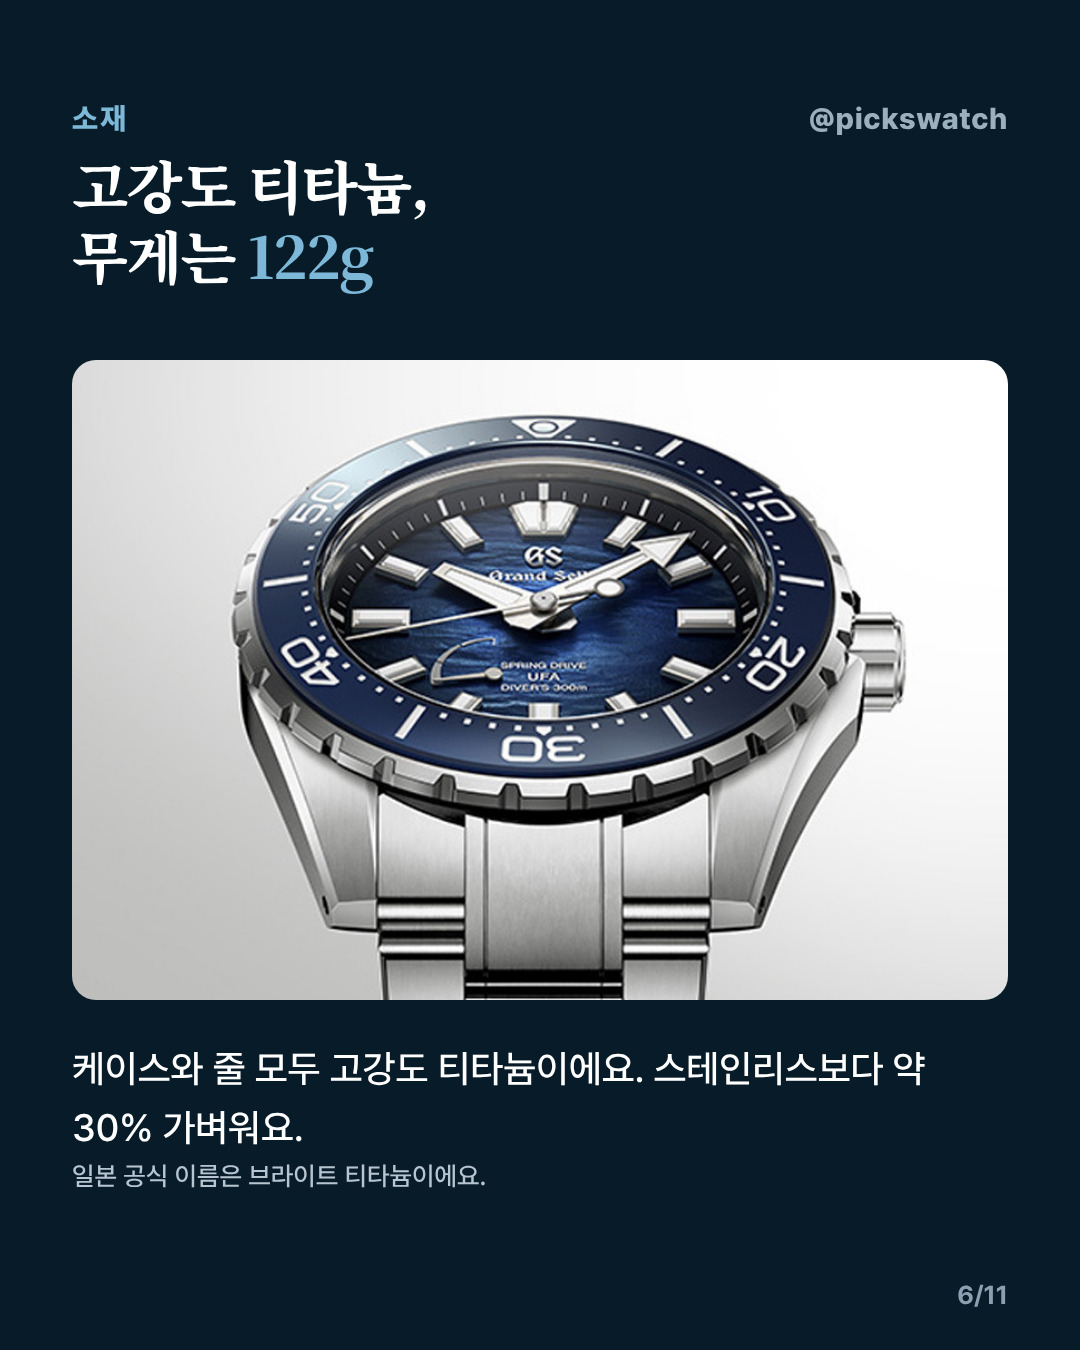 소재
@pickswatch
고강도 티타늄,
무게는 122g
50
10
GS
Grand Sei
40
20
SPRING DRIVE
UFA
DIVER'S 300m
30
케이스와 줄 모두 고강도 티타늄이에요. 스테인리스보다 약
30% 가벼워요.
일본 공식 이름은 브라이트 티타늄이에요.
6/11